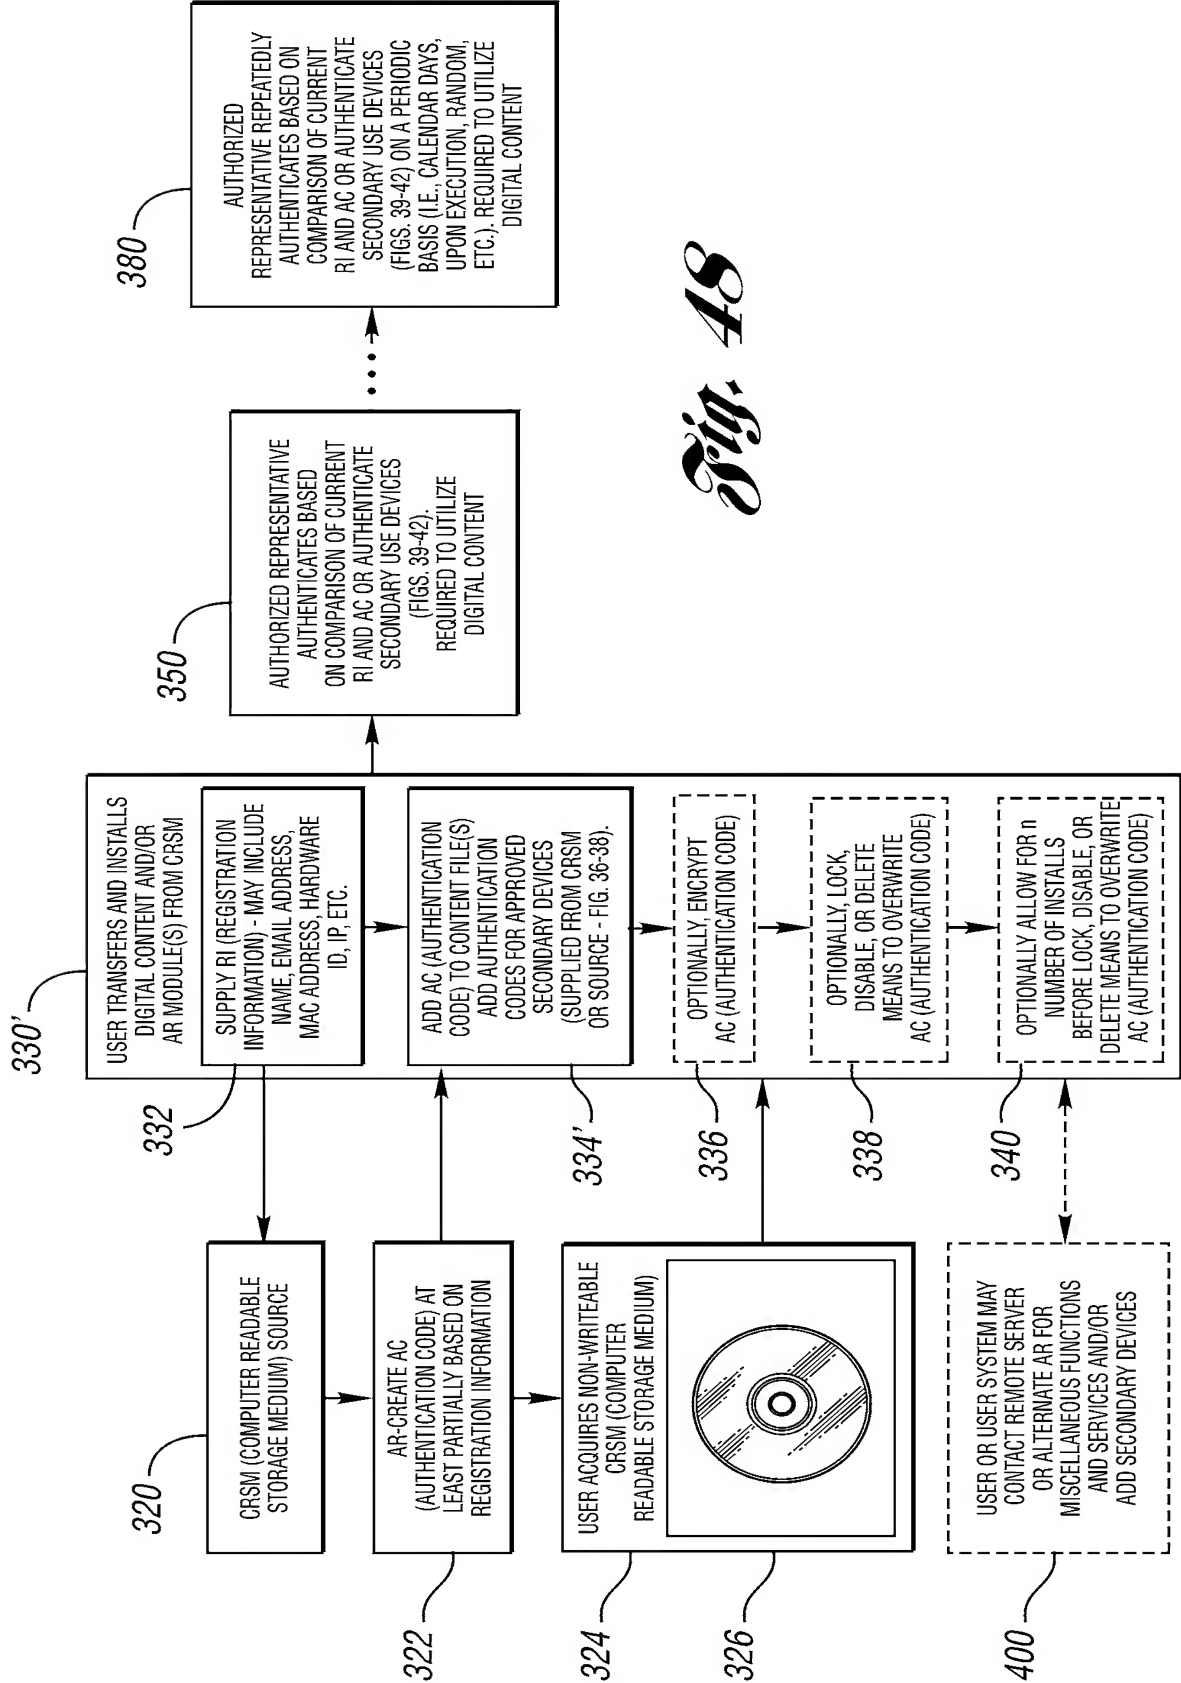 320
CRSM (COMPUTER READABLE
STORAGE MEDIUM) SOURCE
322
AR-CREATE AC
(AUTHENTICATION CODE) AT
LEAST PARTIALLY BASED ON
REGISTRATION INFORMATION
324
USER ACQUIRES NON-WRITEABLE
CRSM (COMPUTER
READABLE STORAGE MEDIUM)
326
400
USER OR USER SYSTEM MAY
CONTACT REMOTE SERVER
OR ALTERNATE AR FOR
MISCELLANEOUS FUNCTIONS
AND SERVICES AND/OR
ADD SECONDARY DEVICES
330'
USER TRANSFERS AND INSTALLS
DIGITAL CONTENT AND/OR
AR MODULE(S) FROM CRSM
332
SUPPLY RI (REGISTRATION
INFORMATION) - MAY INCLUDE
NAME, EMAIL ADDRESS,
MAC ADDRESS, HARDWARE
ID, IP, ETC.
334'
ADD AC (AUTHENTICATION
CODE) TO CONTENT FILE(S)
ADD AUTHENTICATION
CODES FOR APPROVED
SECONDARY DEVICES
(SUPPLIED FROM CRSM
OR SOURCE - FIG. 36-38).
336
OPTIONALLY, ENCRYPT
AC (AUTHENTICATION CODE)
338
OPTIONALLY, LOCK,
DISABLE, OR DELETE
MEANS TO OVERWRITE
AC (AUTHENTICATION CODE)
340
OPTIONALLY ALLOW FOR n
NUMBER OF INSTALLS
BEFORE LOCK, DISABLE, OR
DELETE MEANS TO OVERWRITE
AC (AUTHENTICATION CODE)
350
AUTHORIZED REPRESENTATIVE
AUTHENTICATES BASED
ON COMPARISON OF CURRENT
RI AND AC OR AUTHENTICATE
SECONDARY USE DEVICES
(FIGS. 39-42).
REQUIRED TO UTILIZE
DIGITAL CONTENT
380
AUTHORIZED
REPRESENTATIVE REPEATEDLY
AUTHENTICATES BASED ON
COMPARISON OF CURRENT
RI AND AC OR AUTHENTICATE
SECONDARY USE DEVICES
(FIGS. 39-42) ON A PERIODIC
BASIS (I.E., CALENDAR DAYS,
UPON EXECUTION, RANDOM,
ETC.). REQUIRED TO UTILIZE
DIGITAL CONTENT
Fig. 48